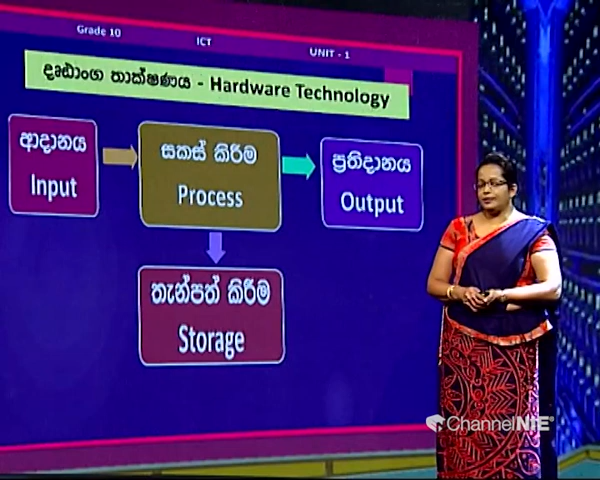 Grade 10 ICT UNIT - 1
දෘඪාංග තාක්ෂණය - Hardware Technology
ආදානය
Input
සකස් කිරීම
Process
ප්‍රතිදානය
Output
තැන්පත් කිරීම
Storage
ChannelNIE